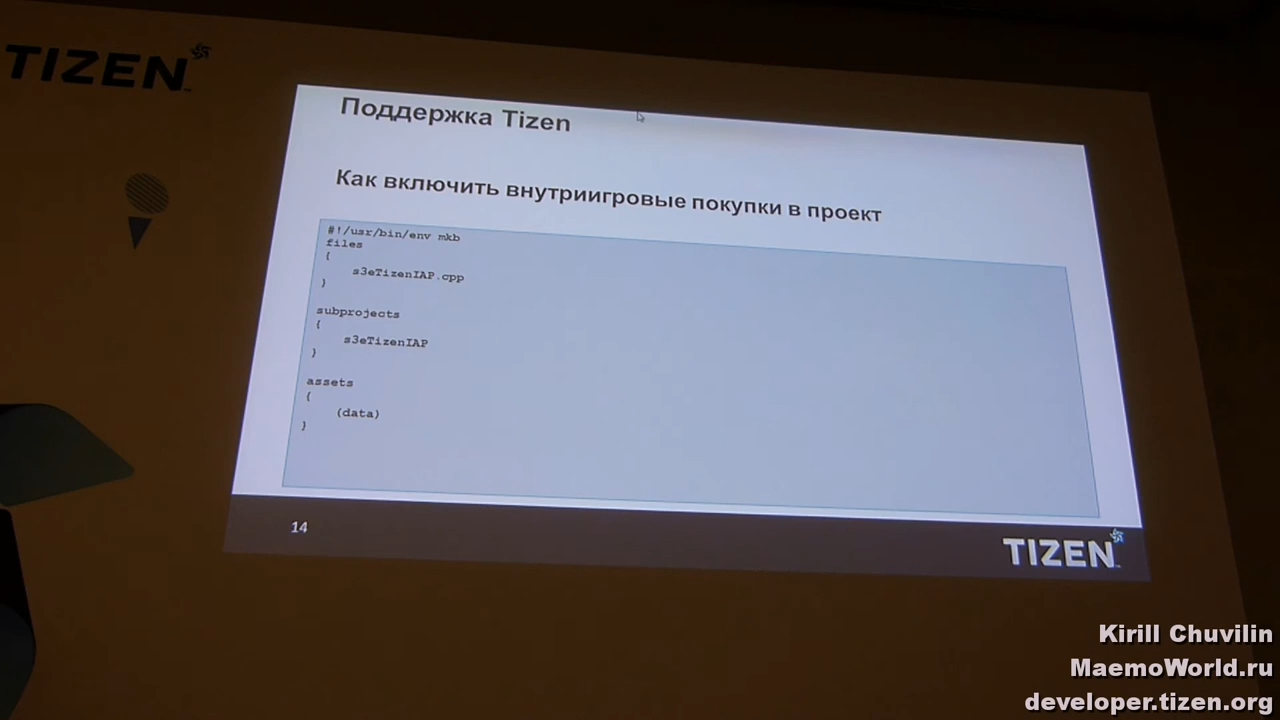 TIZEN
Поддержка Tizen
Как включить внутриигровые покупки в проект
#!/usr/bin/env mkb
files
{
s3eTizenIAP.cpp
}
subprojects
{
s3eTizenIAP
}
assets
{
(data)
}
14
TIZEN
Kirill Chuvilin
MaemoWorld.ru
developer.tizen.org